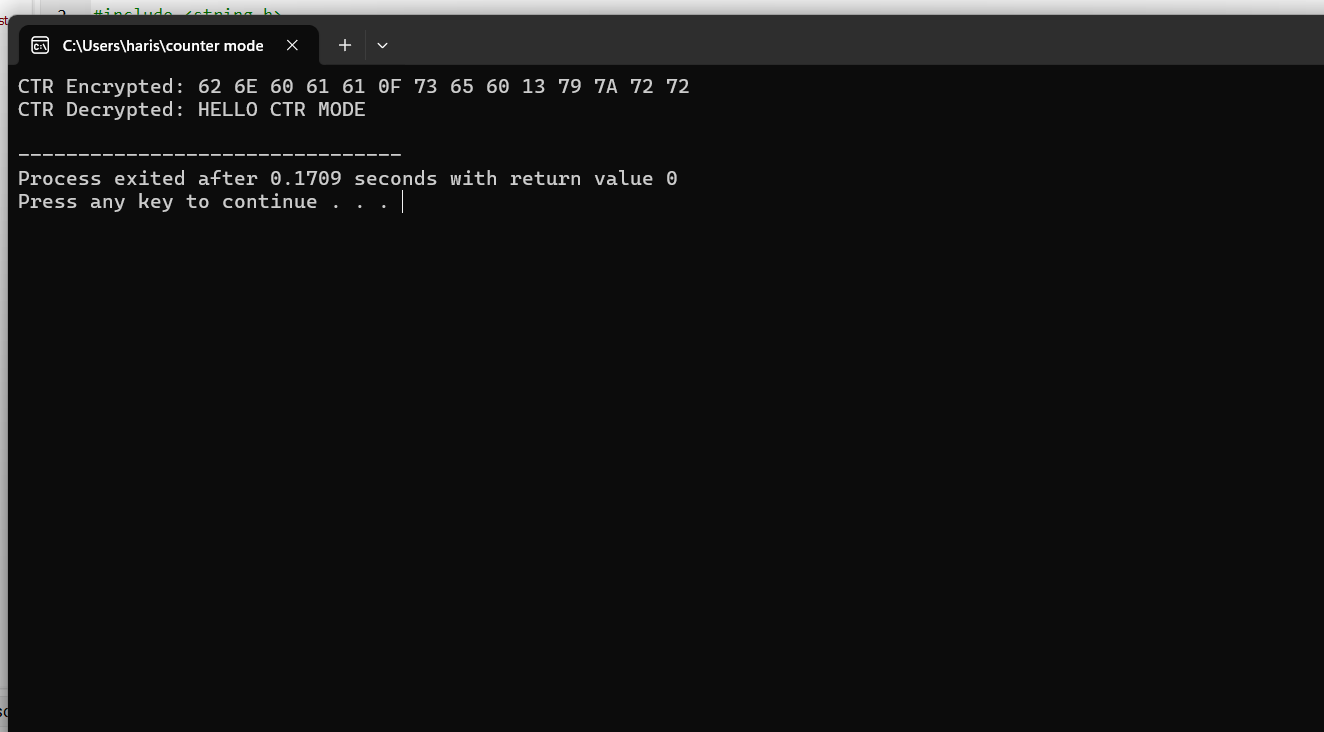 #include <string.h>
C:\Users\haris\counter mode
CTR Encrypted: 62 6E 60 61 61 0F 73 65 60 13 79 7A 72 72
CTR Decrypted: HELLO CTR MODE
--------------------------------
Process exited after 0.1709 seconds with return value 0
Press any key to continue . . .